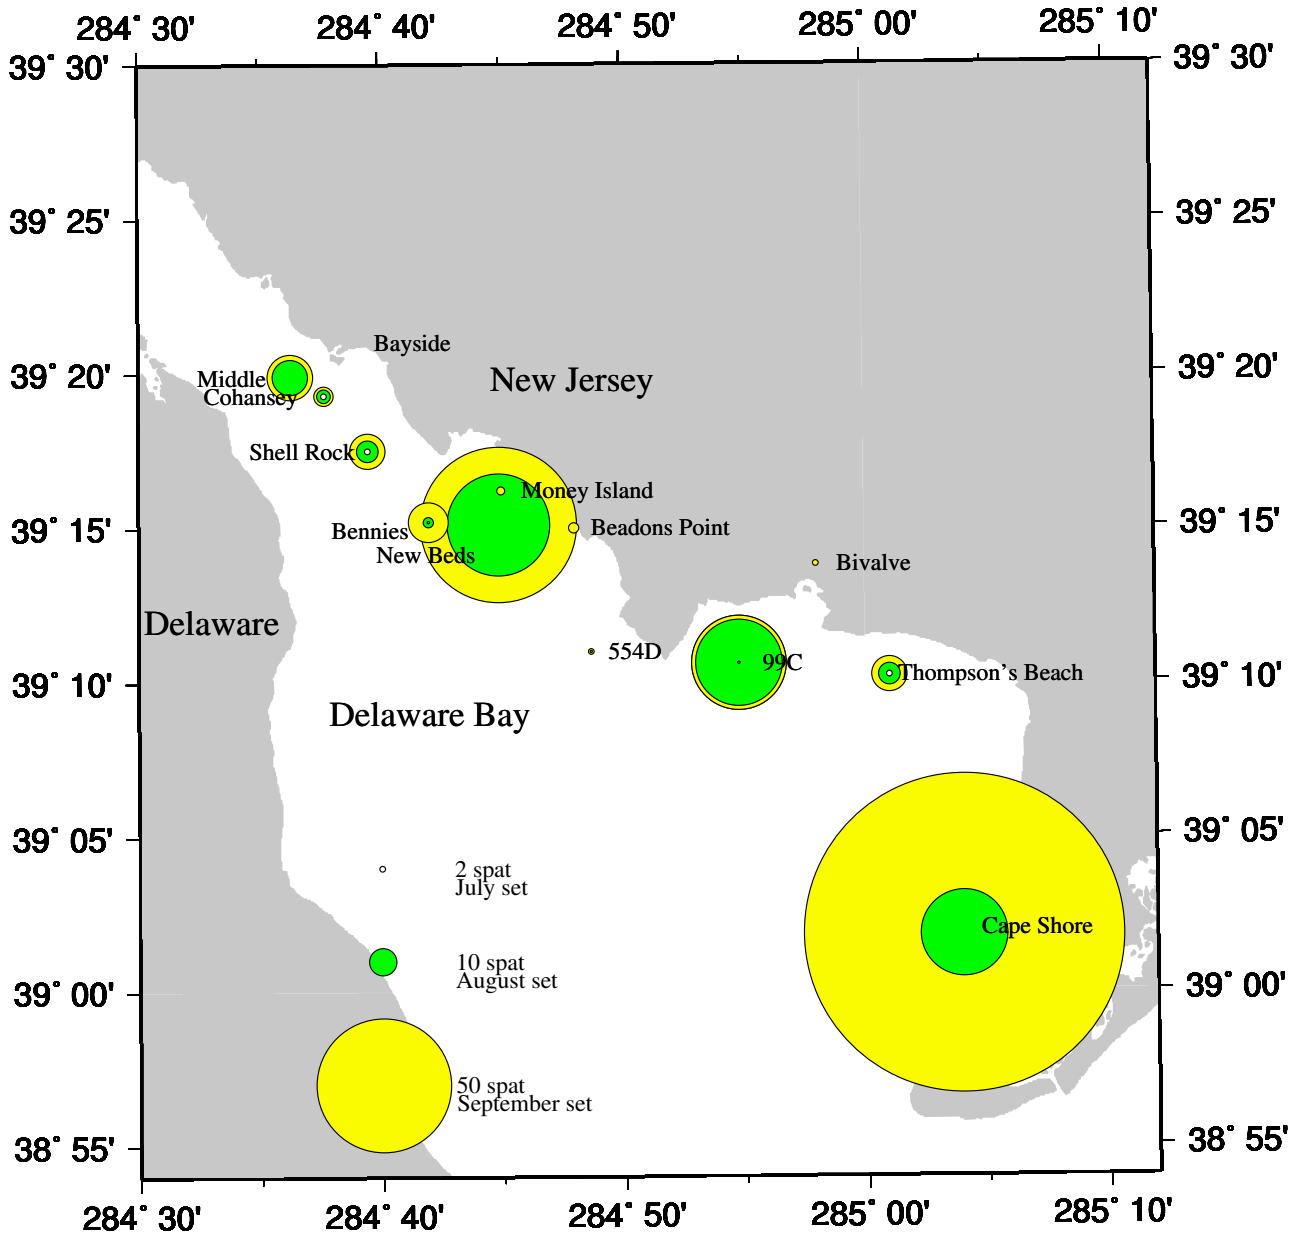 284° 30'
284° 40'
284° 50'
285° 00'
285° 10'
39° 30'
39° 30'
39° 25'
39° 25'
Bayside
39° 20'
Middle
New Jersey
39° 20'
Cohansey
Shell Rock
Money Island
39° 15'
Bennies
Beadons Point
39° 15'
New Beds
Bivalve
Delaware
554D
99C
39° 10'
Thompson's Beach
39° 10'
Delaware Bay
39° 05'
39° 05'
2 spat
July set
Cape Shore
10 spat
August set
39° 00'
39° 00'
50 spat
September set
38° 55'
38° 55'
284° 30'
284° 40'
284° 50'
285° 00'
285° 10'